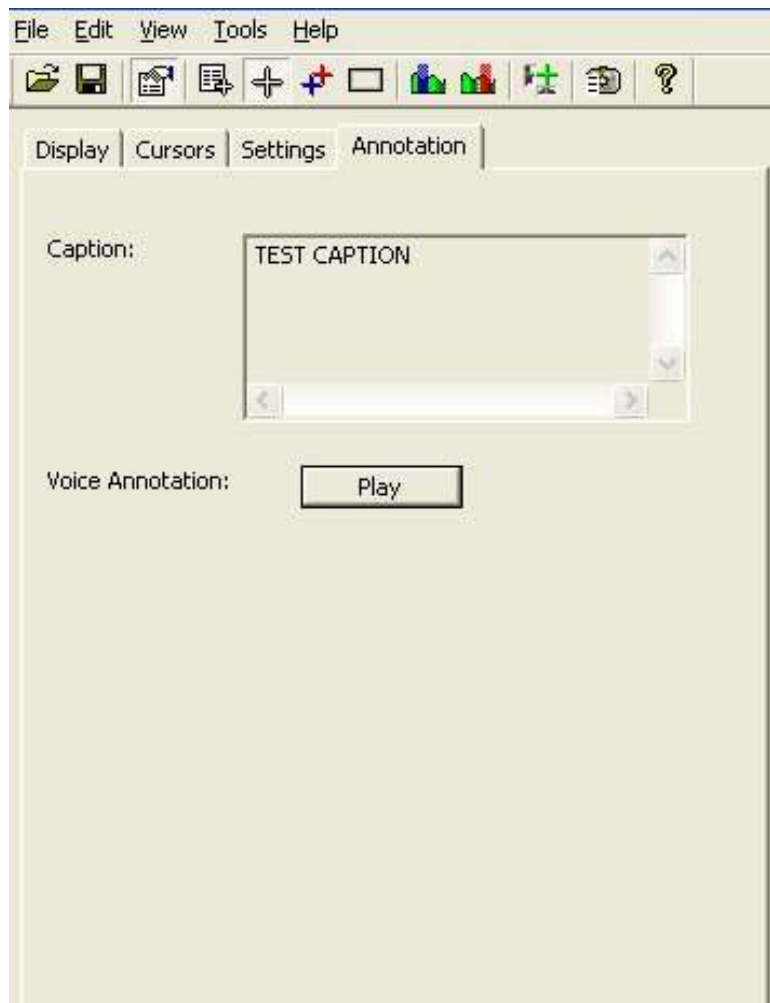 File Edit View Tools Help
Display Cursors Settings Annotation
Caption: TEST CAPTION
Voice Annotation: Play